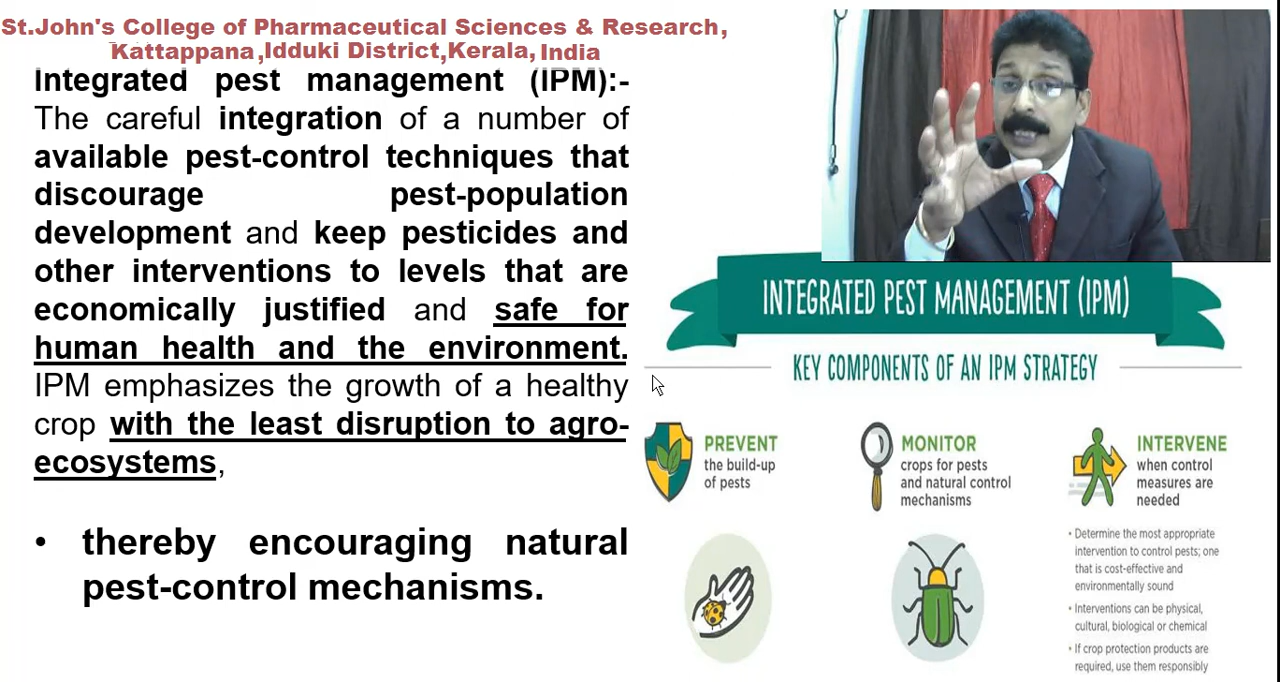 St.John's College of Pharmaceutical Sciences & Research,
Kattappana,Idduki District,Kerala, India
Integrated pest management (IPM):-
The careful integration of a number of
available pest-control techniques that
discourage pest-population
development and keep pesticides and
other interventions to levels that are
economically justified and safe for
human health and the environment.
IPM emphasizes the growth of a healthy
crop with the least disruption to agro-
ecosystems,
• thereby encouraging natural
pest-control mechanisms.
INTEGRATED PEST MANAGEMENT (IPM)
KEY COMPONENTS OF AN IPM STRATEGY
PREVENT
the build-up
of pests
MONITOR
crops for pests
and natural control
mechanisms
INTERVENE
when control
measures are
needed
• Determine the most appropriate
intervention to control pests; one
that is cost-effective and
environmentally sound
• Interventions can be physical,
cultural, biological or chemical
• If crop protection products are
required, use them responsibly